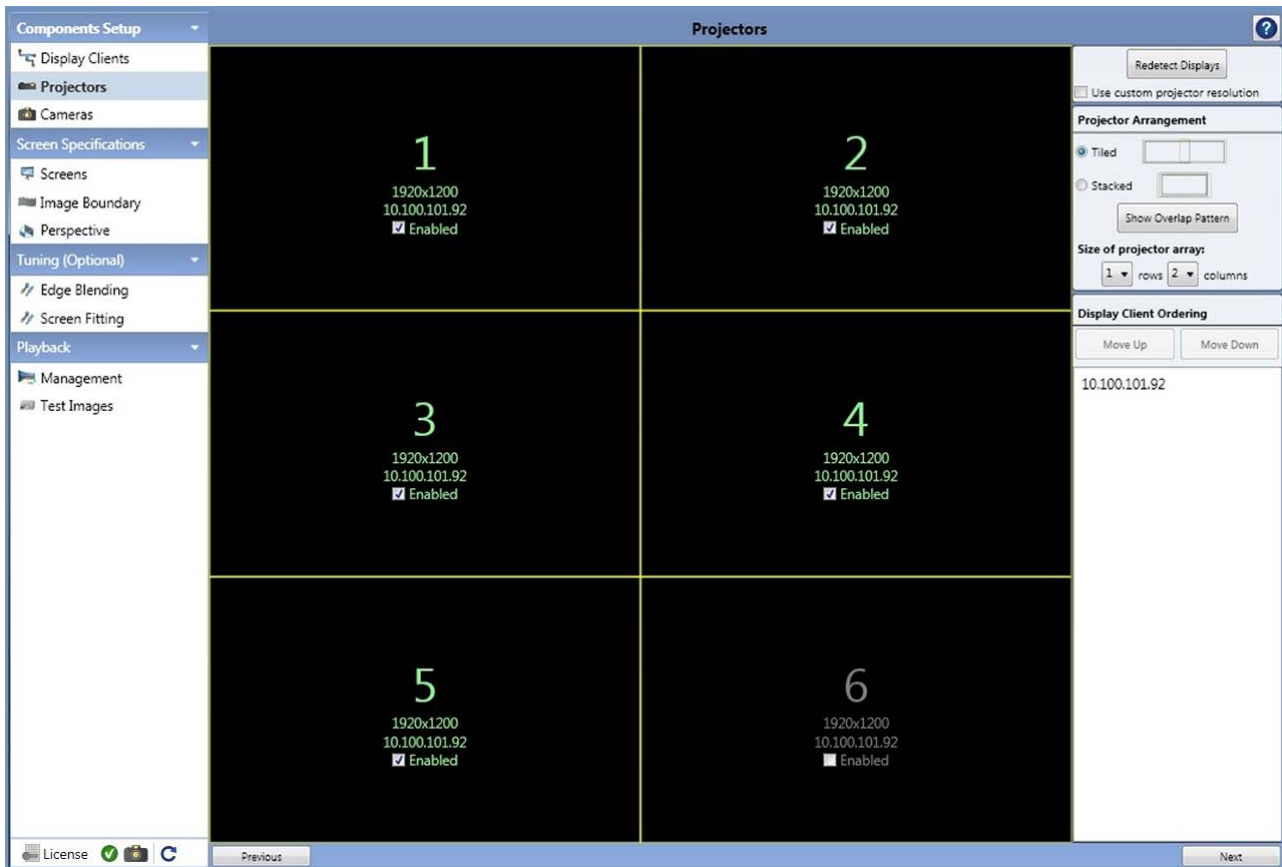 Components Setup
Display Clients
Projectors
Cameras
Screen Specifications
Screens
Image Boundary
Perspective
Tuning (Optional)
Edge Blending
Screen Fitting
Playback
Management
Test Images
License
Projectors
?
1
1920x1200
10.100.101.92
Enabled
2
1920x1200
10.100.101.92
Enabled
3
1920x1200
10.100.101.92
Enabled
4
1920x1200
10.100.101.92
Enabled
5
1920x1200
10.100.101.92
Enabled
6
1920x1200
10.100.101.92
Enabled
Previous
Next
Redetect Displays
Use custom projector resolution
Projector Arrangement
Tiled
Stacked
Show Overlap Pattern
Size of projector array:
1 rows 2 columns
Display Client Ordering
Move Up Move Down
10.100.101.92